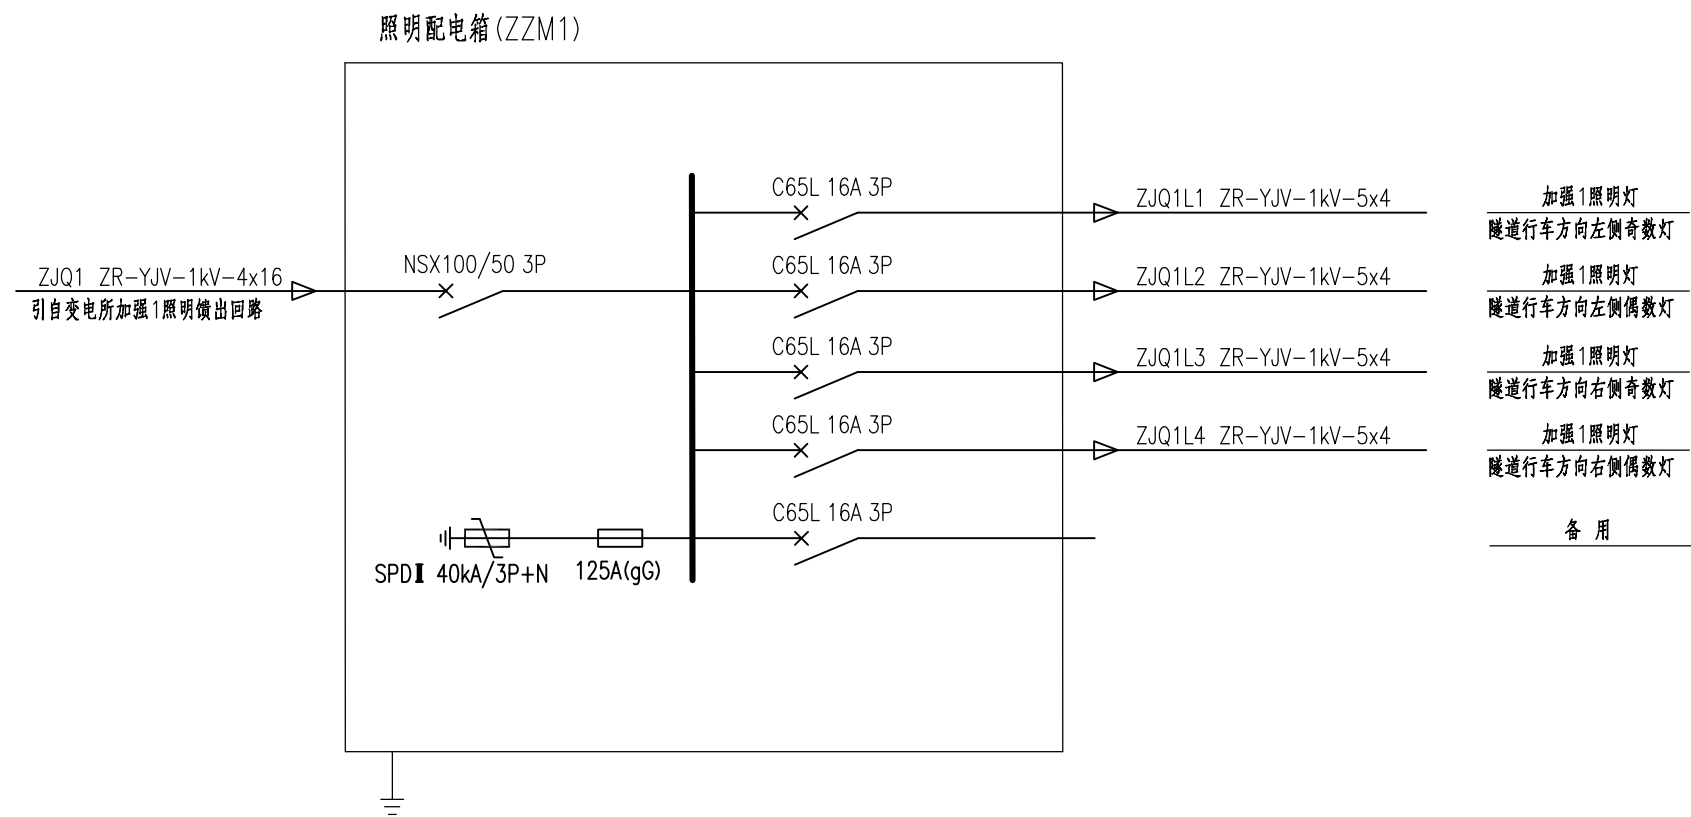 照明配电箱(ZZM1)
C65L 16A 3P
ZJQ1L1 ZR-YJV-1kV-5x4
加强1照明灯
隧道行车方向左侧奇数灯
ZJQ1 ZR-YJV-1kV-4x16
引自变电所加强1照明馈出回路
NSX100/50 3P
C65L 16A 3P
ZJQ1L2 ZR-YJV-1kV-5x4
加强1照明灯
隧道行车方向左侧偶数灯
C65L 16A 3P
ZJQ1L3 ZR-YJV-1kV-5x4
加强1照明灯
隧道行车方向右侧奇数灯
C65L 16A 3P
ZJQ1L4 ZR-YJV-1kV-5x4
加强1照明灯
隧道行车方向右侧偶数灯
C65L 16A 3P
备 用
SPDⅡ 40kA/3P+N
125A(gG)